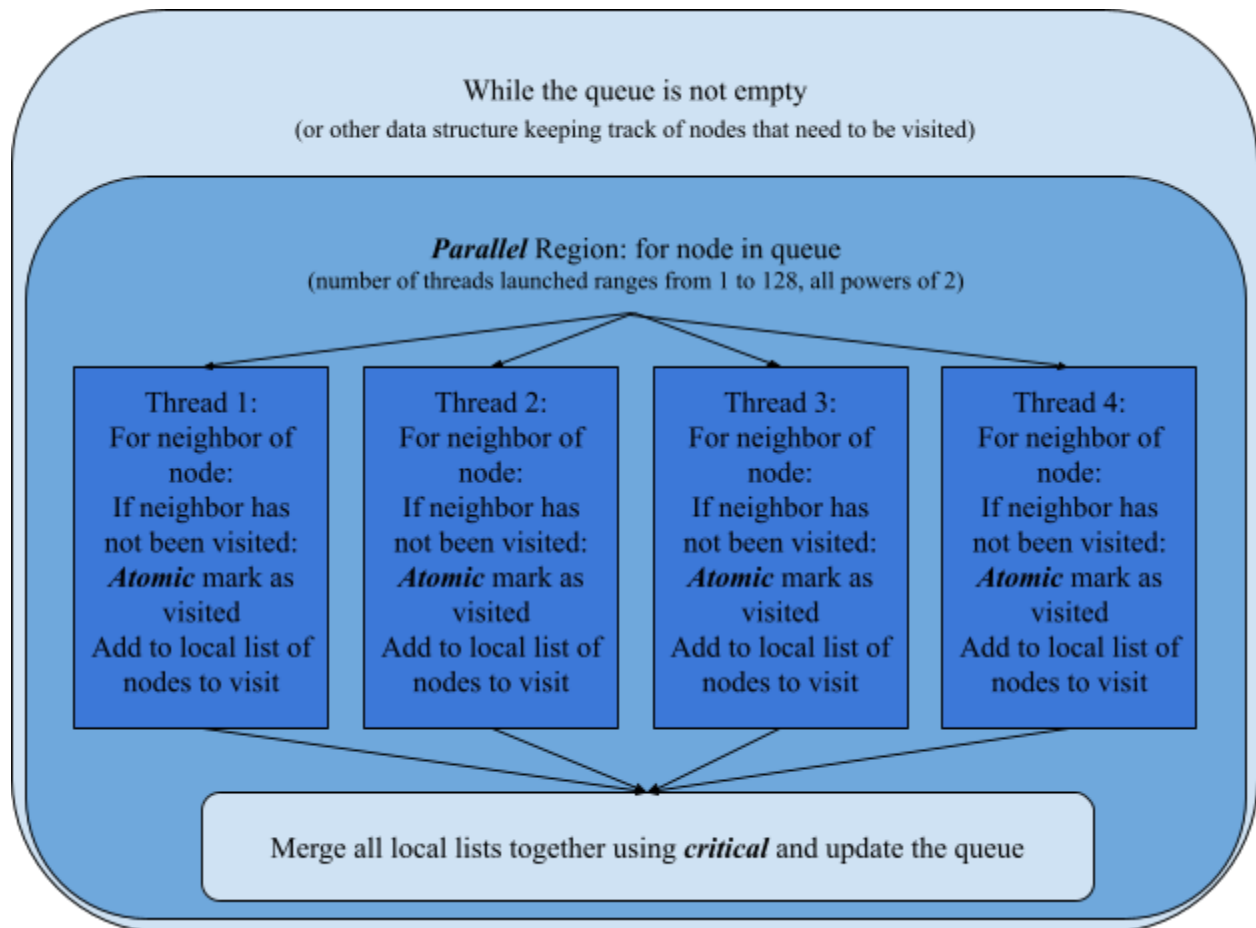 While the queue is not empty
(or other data structure keeping track of nodes that need to be visited)
Parallel Region: for node in queue
(number of threads launched ranges from 1 to 128, all powers of 2)
Thread 1:
For neighbor of
node:
If neighbor has
not been visited:
Atomic mark as
visited
Add to local list of
nodes to visit
Thread 2:
For neighbor of
node:
If neighbor has
not been visited:
Atomic mark as
visited
Add to local list of
nodes to visit
Thread 3:
For neighbor of
node:
If neighbor has
not been visited:
Atomic mark as
visited
Add to local list of
nodes to visit
Thread 4:
For neighbor of
node:
If neighbor has
not been visited:
Atomic mark as
visited
Add to local list of
nodes to visit
Merge all local lists together using critical and update the queue